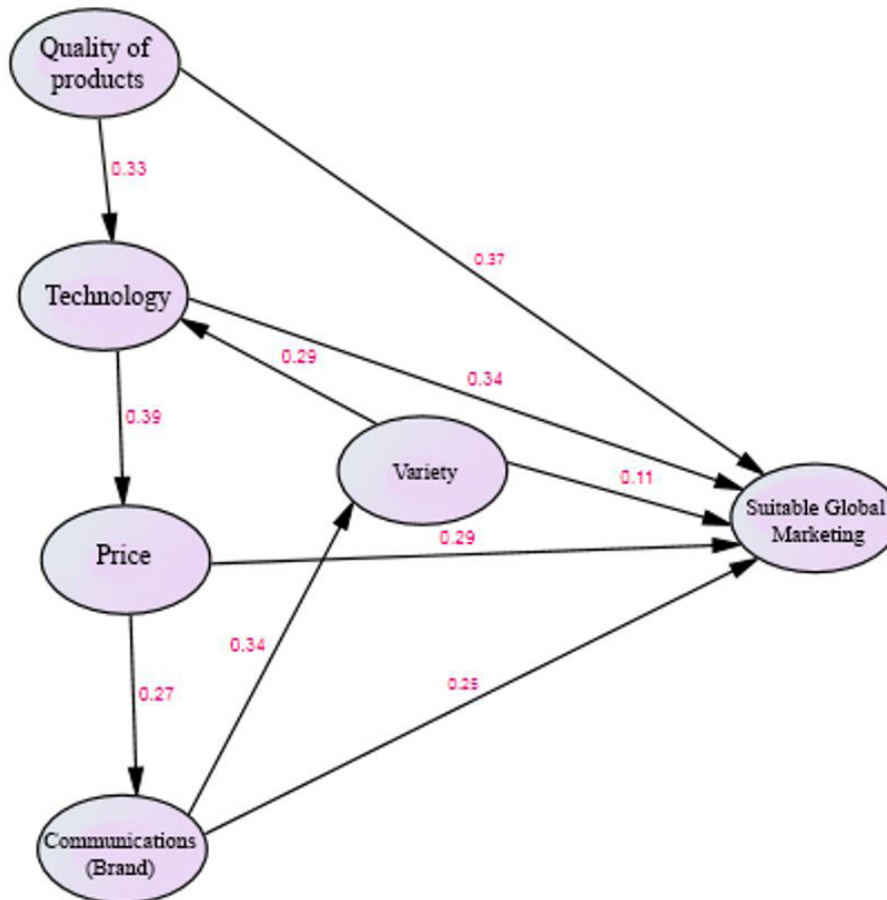 Quality of
products
0.33
0.37
Technology
0.29
0.34
0.39
Variety
0.11
Suitable Global
Marketing
Price
0.29
0.34
0.27
0.25
Communications
(Brand)